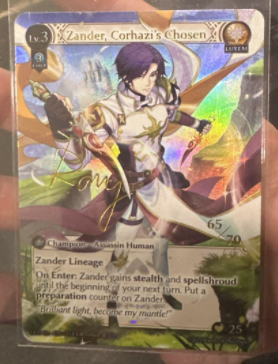 Lv.3
Zander, Corhazi's Chosen
LUXEM
65/70
Champion — Assassin Human
Zander Lineage
On Enter: Zander gains stealth and spellshroud
until the beginning of your next turn. Put a
preparation counter on Zander.
"Brilliant light, become my mantle!"
25